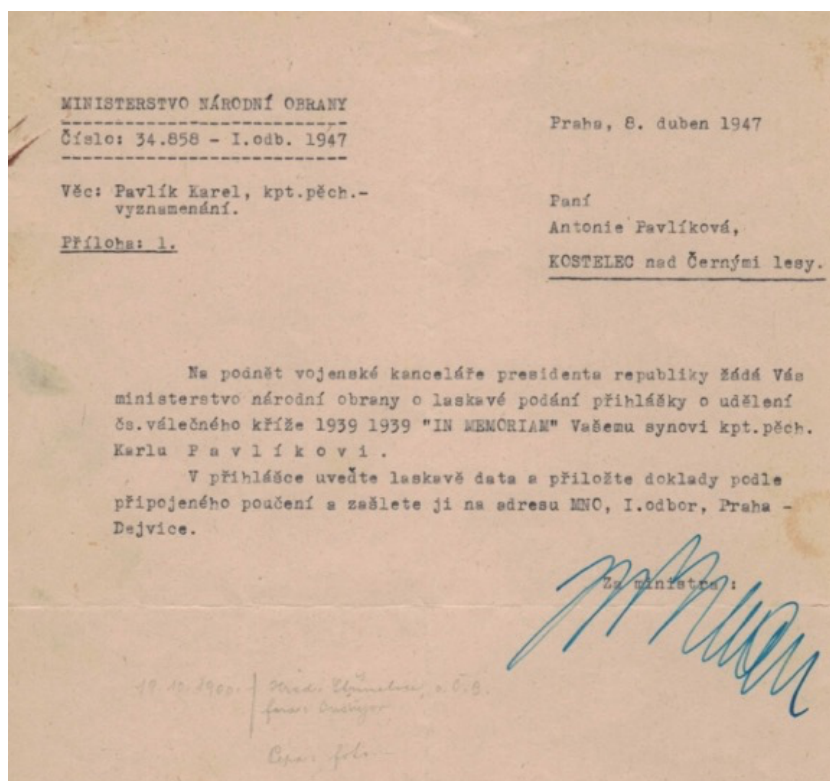 MINISTERSTVO NÁRODNÍ OBRANY
Číslo: 34.858 - I.odb. 1947
Praha, 8. duben 1947
Věc: Pavlík Karel, kpt.pěch.-
vyznamenání.
Příloha: 1.
Paní
Antonie Pavlíková,
KOSTELEC nad Černými lesy.
Na podnět vojenské kanceláře presidenta republiky žádá Vás
ministerstvo národní obrany o laskavé podání přihlášky o udělení
čs.válečného kříže 1939 1939 "IN MEMORIAM" Vašemu synovi kpt.pěch.
Karlu P a v l í k o v i .
V přihlášce uveďte laskavě data a přiložte doklady podle
připojeného poučení a zašlete ji na adresu MNO, I.odbor, Praha -
Dejvice.
Za ministra :
19.10.1900